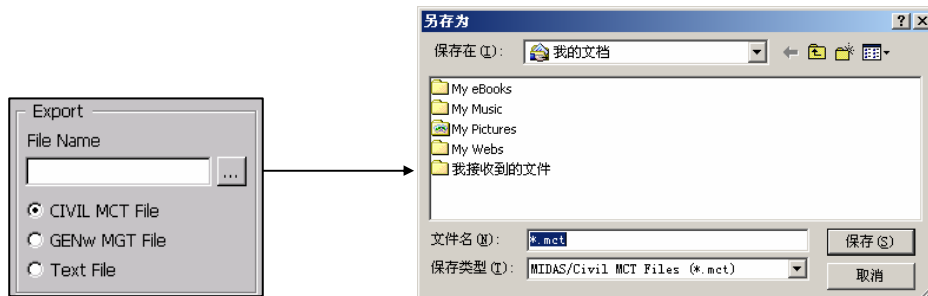 Export
File Name
...
CIVIL MCT File
GENw MGT File
Text File
另存为
保存在(I):
我的文档
My eBooks
My Music
My Pictures
My Webs
我接收到的文件
文件名(N):
*.mct
保存(S)
保存类型(T):
MIDAS/Civil MCT Files (*.mct)
取消